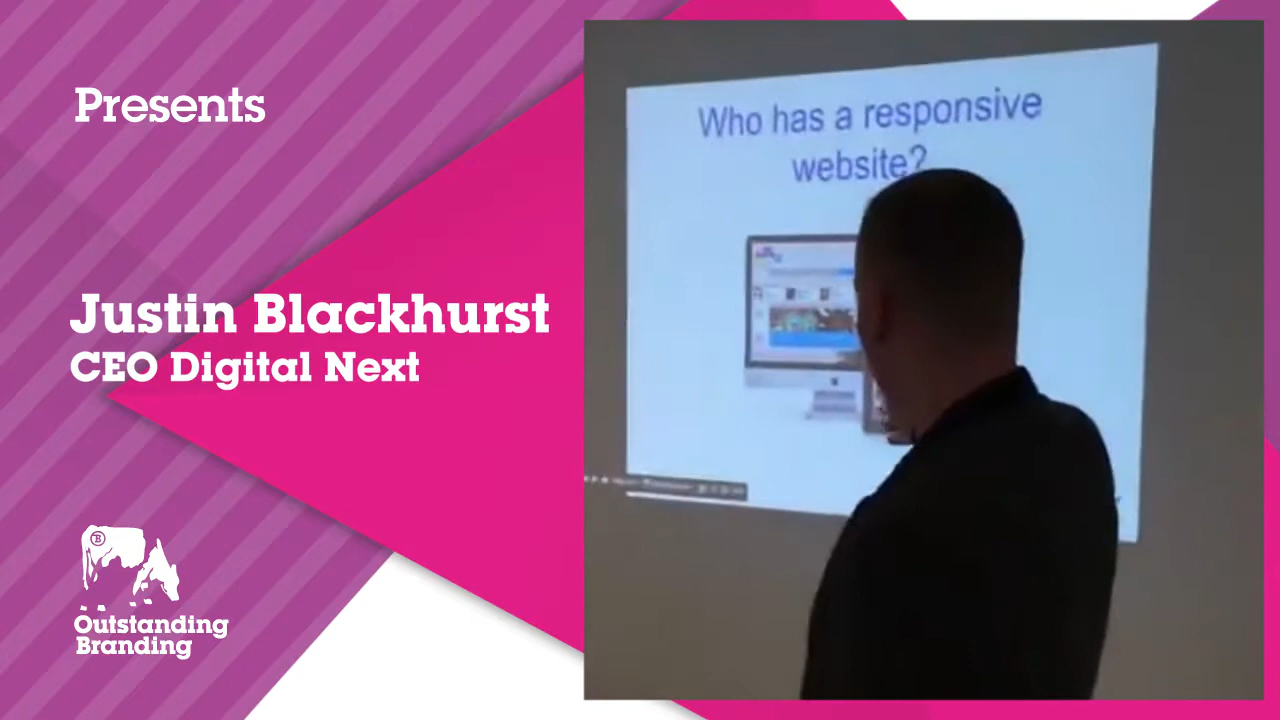 Presents
Justin Blackhurst
CEO Digital Next
B
Outstanding
Branding
Who has a responsive
website?